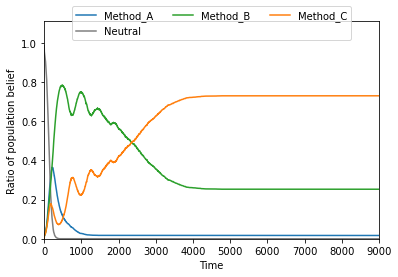 Method_A Method_B Method_C
Neutral
1.0
0.8
0.6
0.4
0.2
0.0
Ratio of population belief
0 1000 2000 3000 4000 5000 6000 7000 8000 9000
Time